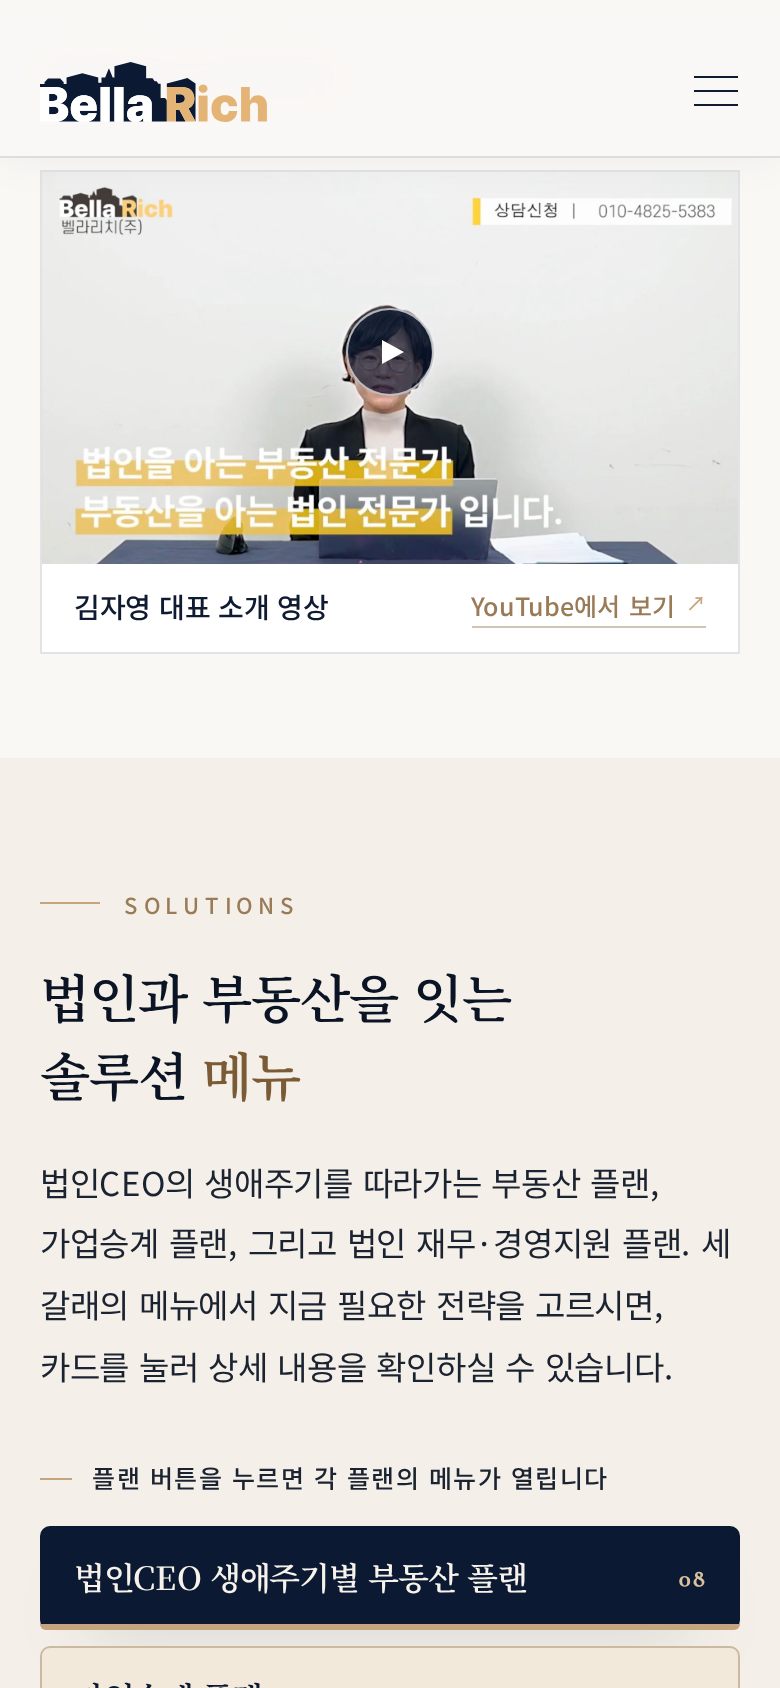 Bella Rich
Bella Rich
벨라리치(주)
상담신청 | 010-4825-5383
법인을 아는 부동산 전문가
부동산을 아는 법인 전문가 입니다.
김자영 대표 소개 영상
YouTube에서 보기 ↗
SOLUTIONS
법인과 부동산을 잇는
솔루션 메뉴
법인CEO의 생애주기를 따라가는 부동산 플랜,
가업승계 플랜, 그리고 법인 재무·경영지원 플랜. 세
갈래의 메뉴에서 지금 필요한 전략을 고르시면,
카드를 눌러 상세 내용을 확인하실 수 있습니다.
플랜 버튼을 누르면 각 플랜의 메뉴가 열립니다
법인CEO 생애주기별 부동산 플랜
08